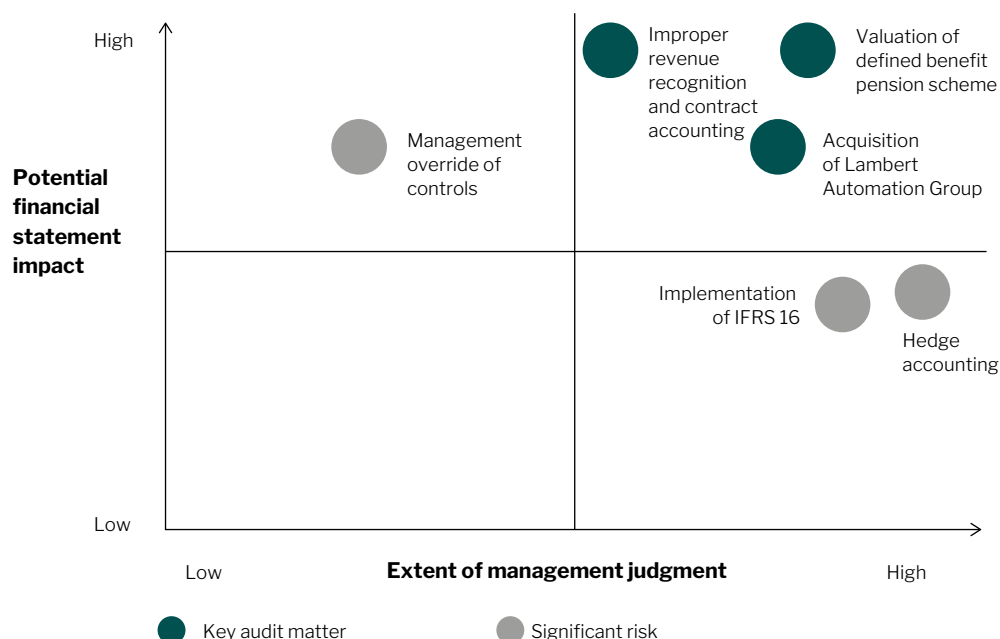 High
Potential
financial
statement
impact
Low
Management
override of
controls
Improper
revenue
recognition
and contract
accounting
Valuation of
defined benefit
pension scheme
Acquisition
of Lambert
Automation Group
Implementation
of IFRS 16
Hedge
accounting
Low
Extent of management judgment
High
Key audit matter
Significant risk